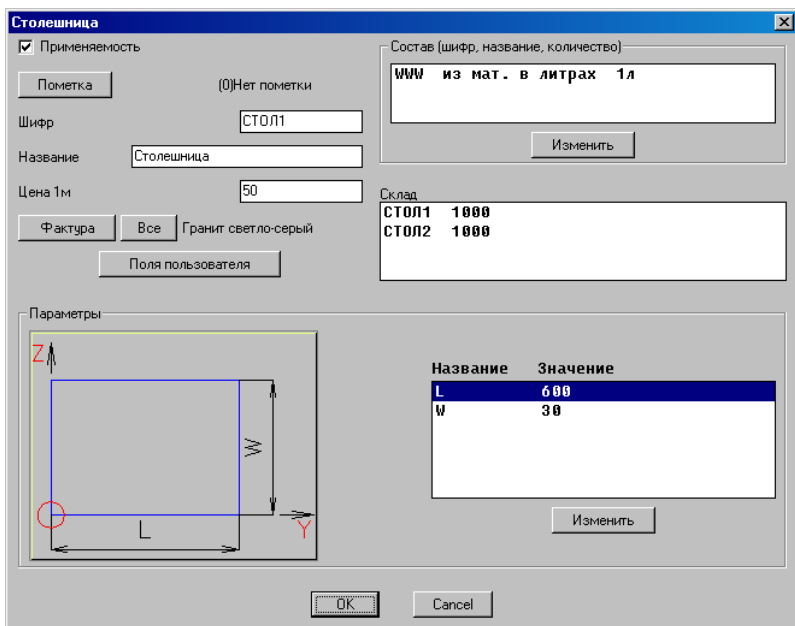 Столешница
Применяемость
Пометка
(0)Нет пометки
Шифр
СТОЛ1
Название
Столешница
Цена 1м
50
Фактура
Все
Гранит светло-серый
Поля пользователя
Состав (шифр, название, количество)
WWW из мат. в литрах 1л
Изменить
Склад
СТОЛ1 1000
СТОЛ2 1000
Параметры
Z
W
L
Y
Название Значение
L 600
W 30
Изменить
OK
Cancel